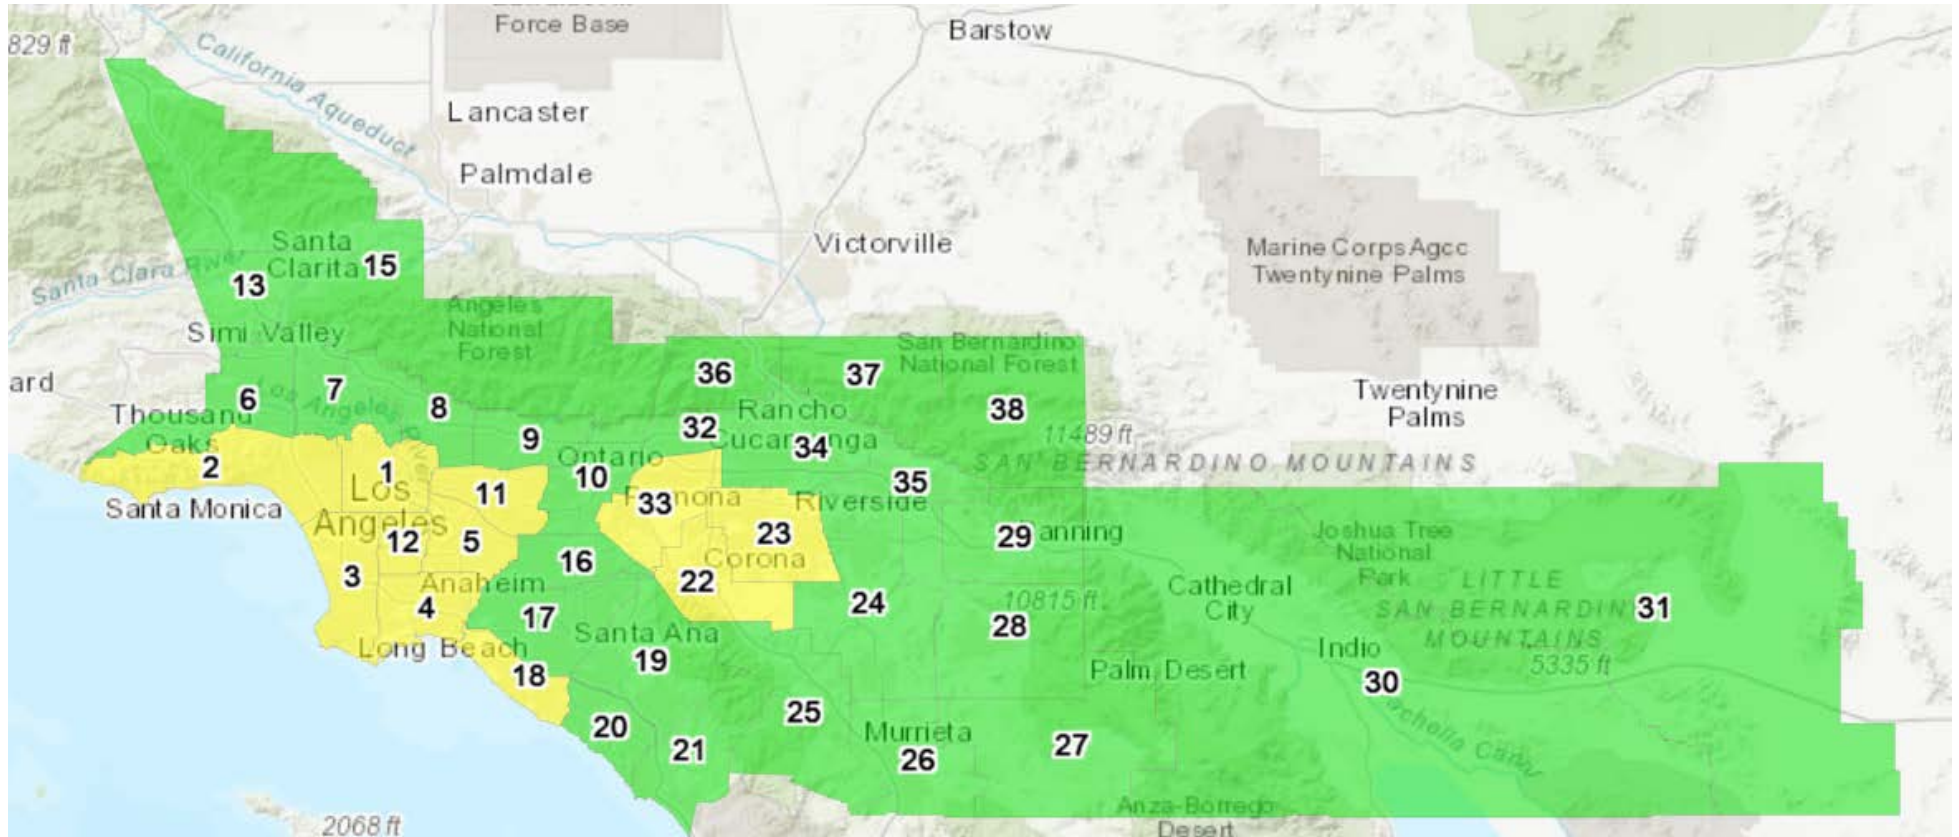 Force Base
Barstow
829 ft
California Aqueduct
Lancaster
Palmdale
Victorville
Marine Corps Agcc
Twentynine Palms
Santa
Clarita
15
Santa Clara River
13
Angeles
National
Forest
Simi Valley
San Bernardino
National Forest
ard
36
37
Twentynine
Palms
6
7
8
38
Los Angeles River
Thousand
Oaks
Rancho
Cucamonga
9
32
34
11489 ft
Ontario
2
1
10
SAN BERNARDINO MOUNTAINS
11
33
Pomona
35
Riverside
Santa Monica
Los
Angeles
12
5
23
29
anning
Joshua Tree
National
Park
16
Corona
3
Anaheim
22
Cathedral
City
LITTLE
SAN BERNARDIN
MOUNTAINS
31
4
17
24
10815 ft
28
Long Beach
Santa Ana
19
Indio
5335 ft
18
Palm Desert
30
20
25
21
Murrieta
26
27
Anza-Borrego
Desert
2068 ft